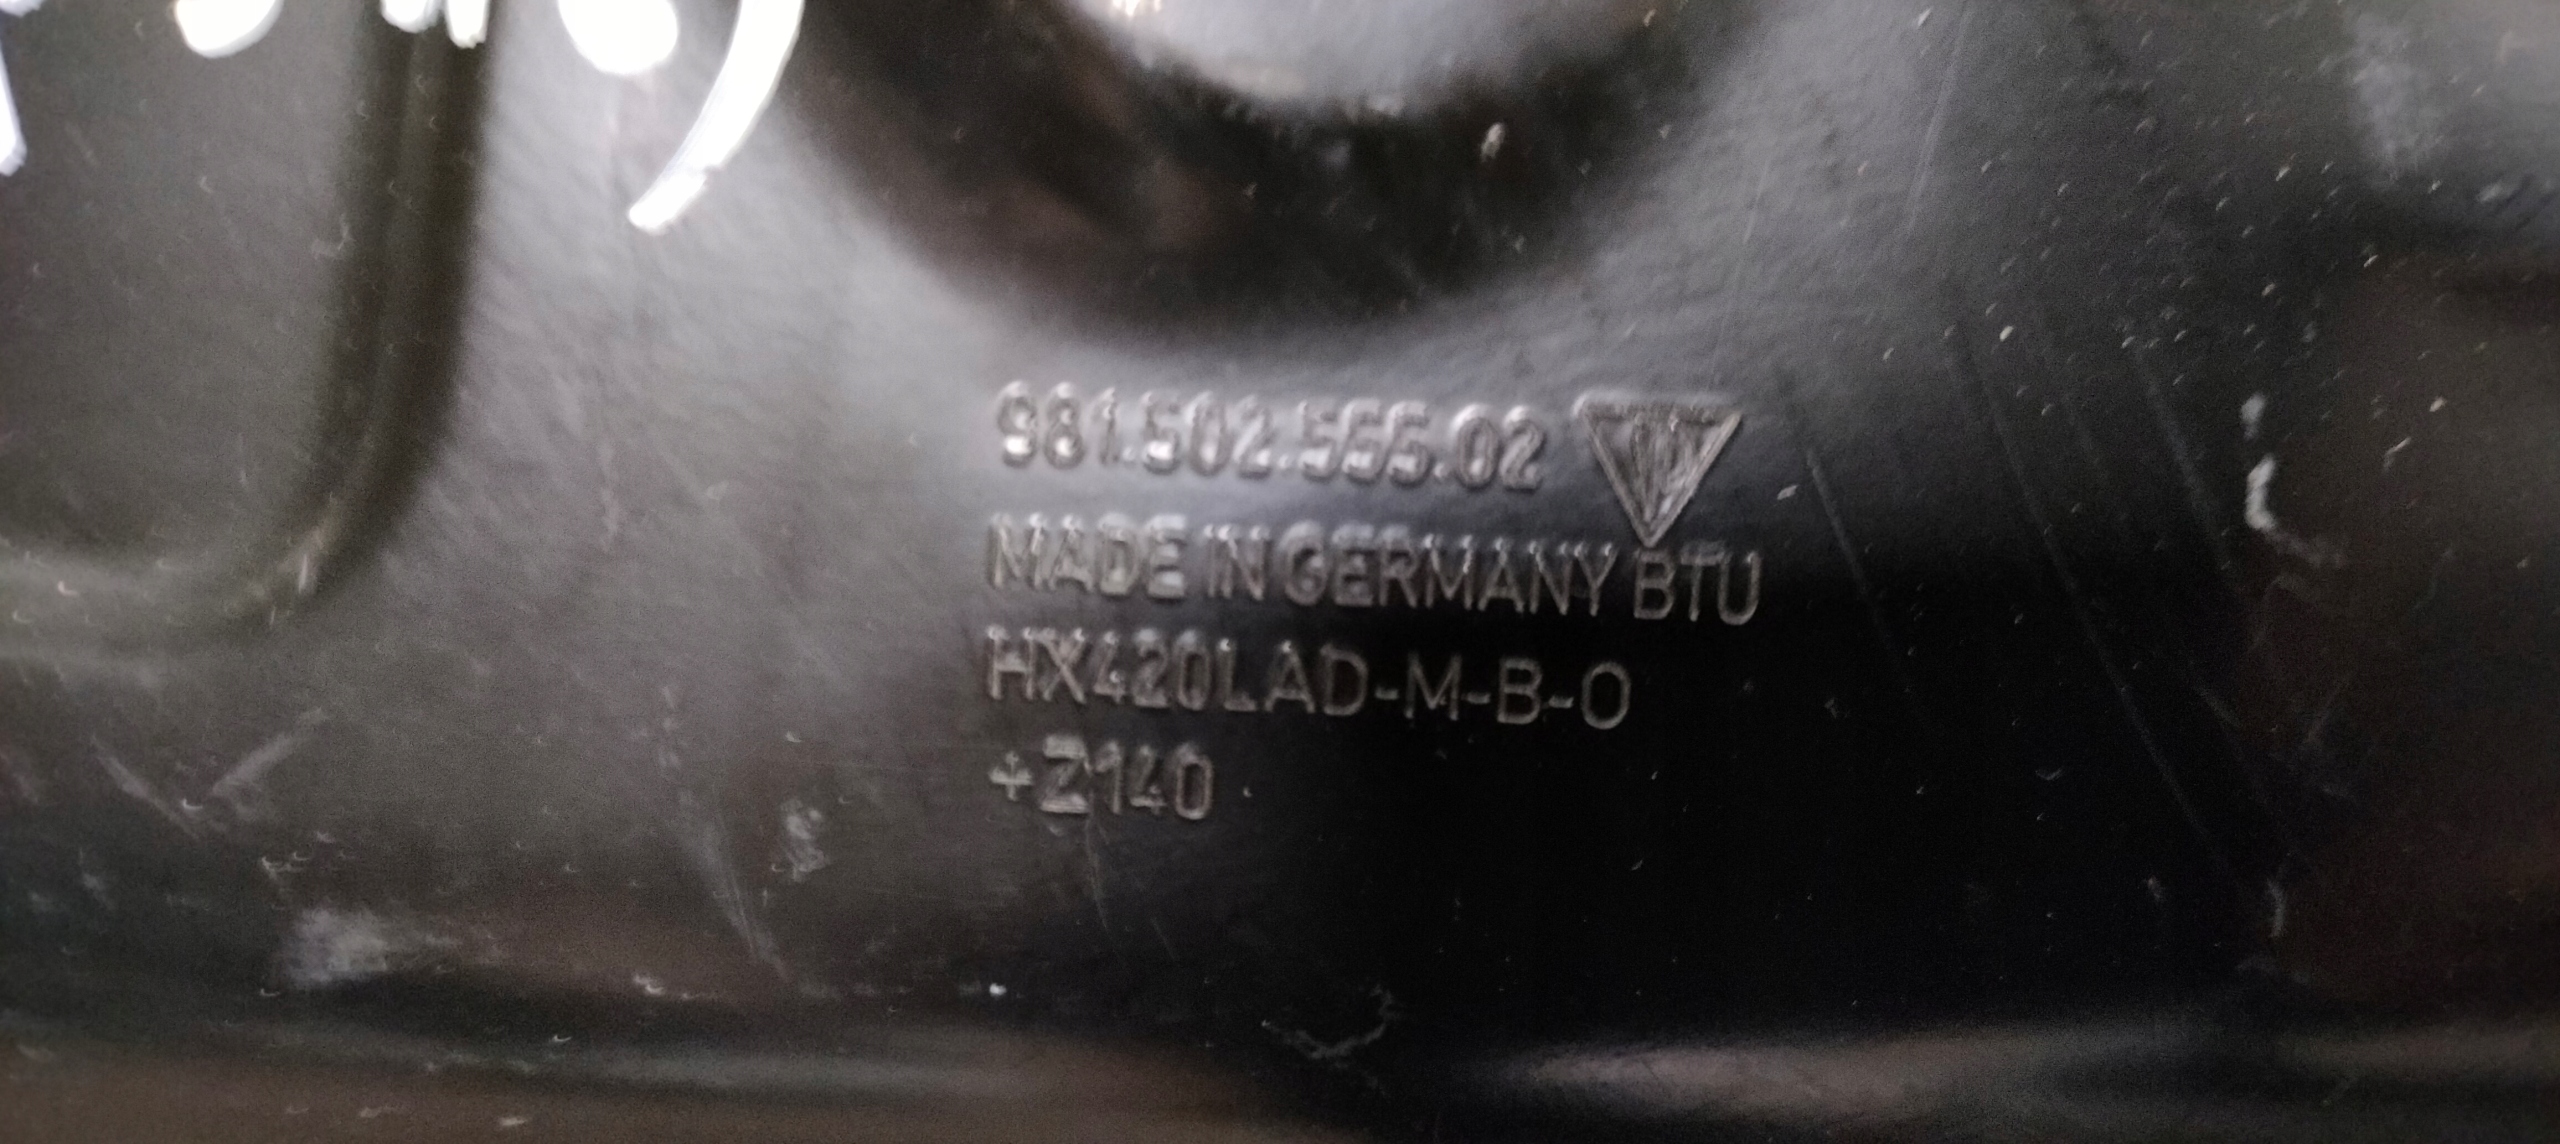 981.502.555.02
MADE IN GERMANY BTU
HX420LAD-M-B-O
+Z140